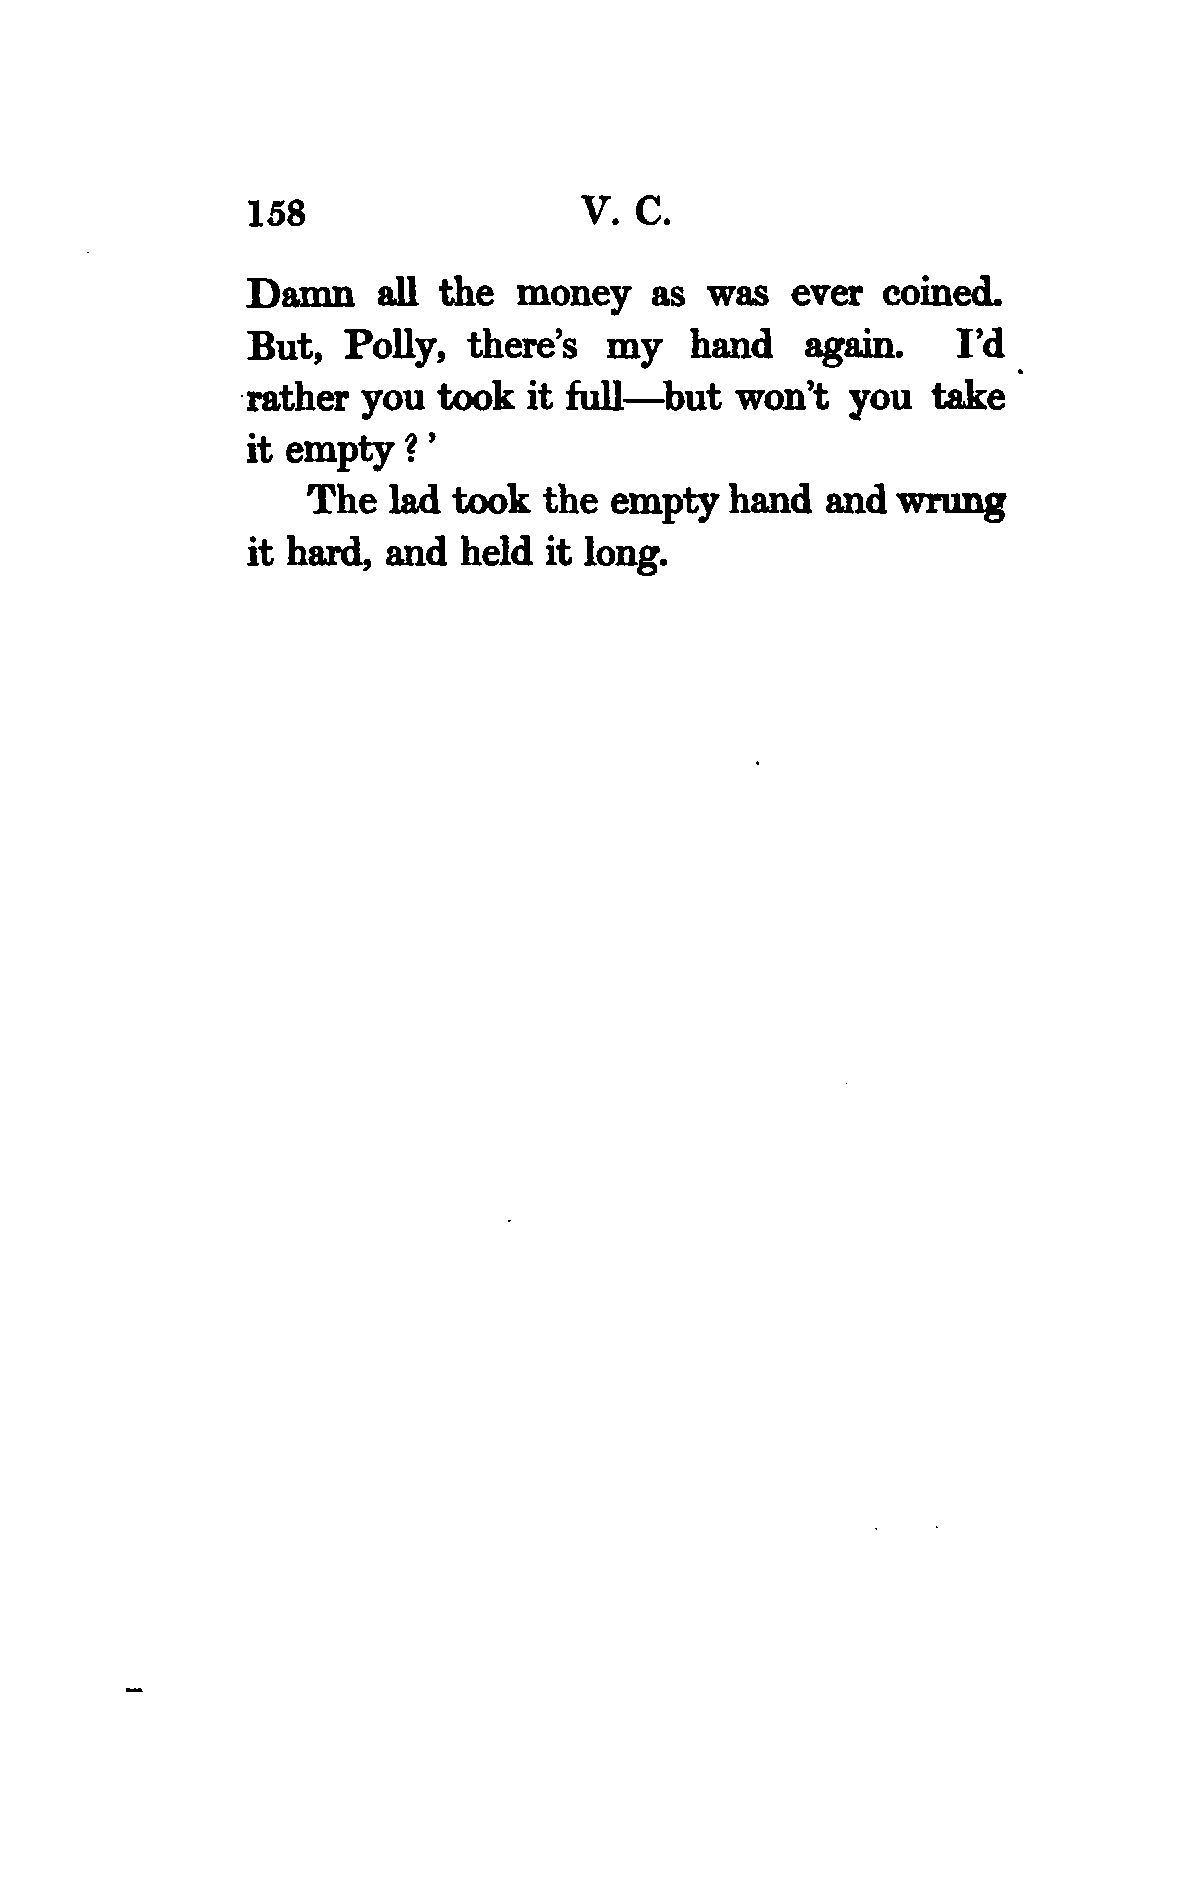 158 V. C.
Damn all the money as was ever coined.
But, Polly, there's my hand again. I'd
rather you took it full—but won't you take
it empty?'
The lad took the empty hand and wrung
it hard, and held it long.